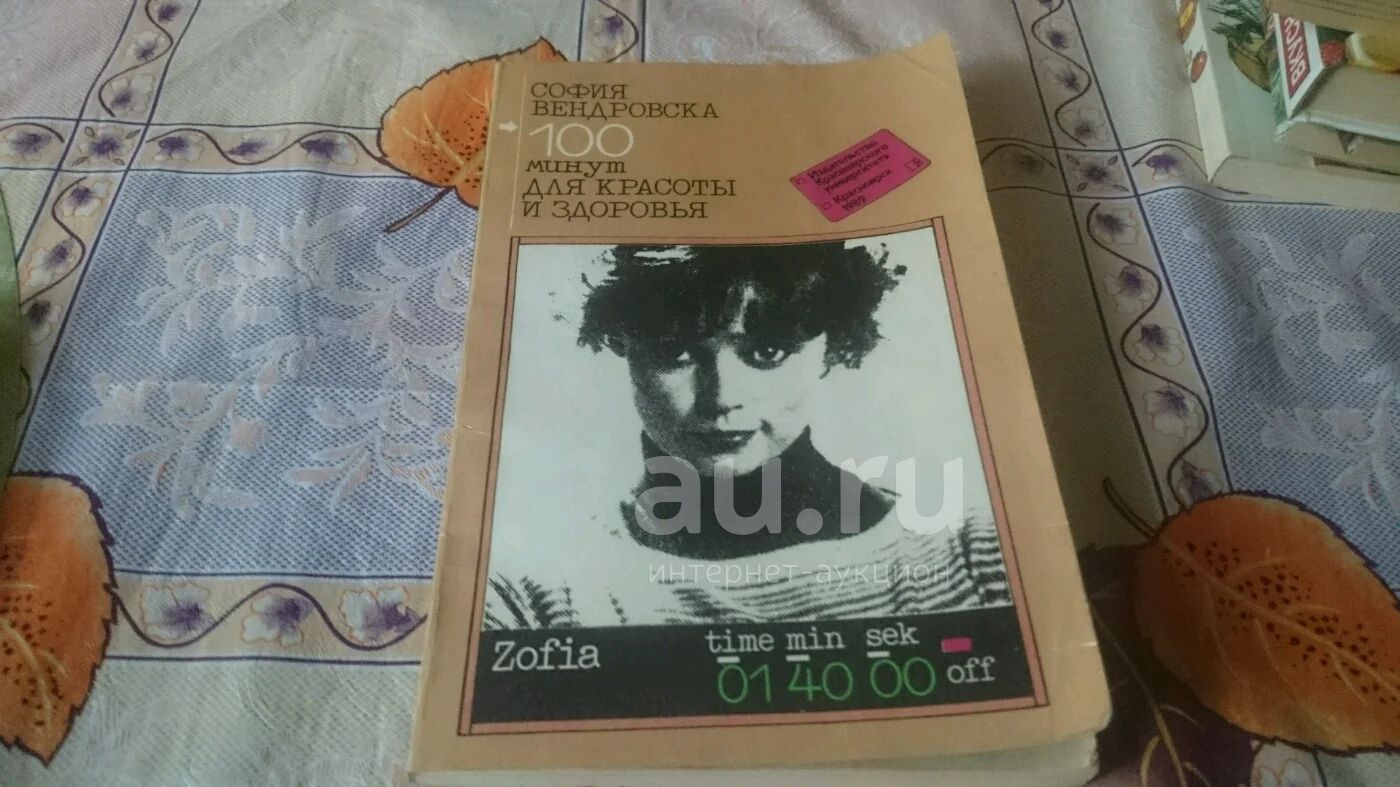 СОФИЯ
ВЕНДРОВСКА
100
минут
ДЛЯ КРАСОТЫ
И ЗДОРОВЬЯ
Издательство
Красноярского
университета
Красноярск
1989
ВКУСЕ
au.ru
интернет-аукцион
Zofia
time min sek
01 40 00 off